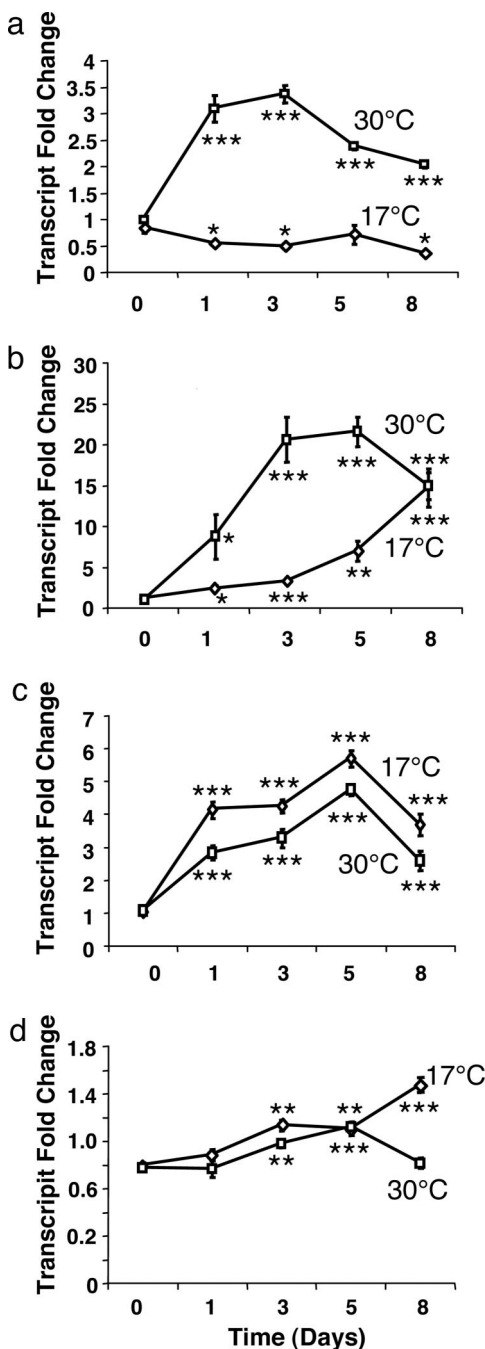 a
Transcript Fold Change
4
3.5
3
2.5
2
1.5
1
0.5
0
30°C
***
***
***
***
17°C
*
*
*
0 1 3 5 8
b
Transcript Fold Change
30
25
20
15
10
5
0
30°C
***
***
***
***
*
17°C
**
***
*
0 1 3 5 8
c
Transcript Fold Change
7
6
5
4
3
2
1
0
***
17°C
***
***
***
***
30°C
***
***
***
0 1 3 5 8
d
Transcripit Fold Change
1.8
1.4
1.0
0.6
0.2
0
17°C
**
**
***
**
***
30°C
0 1 3 5 8
Time (Days)